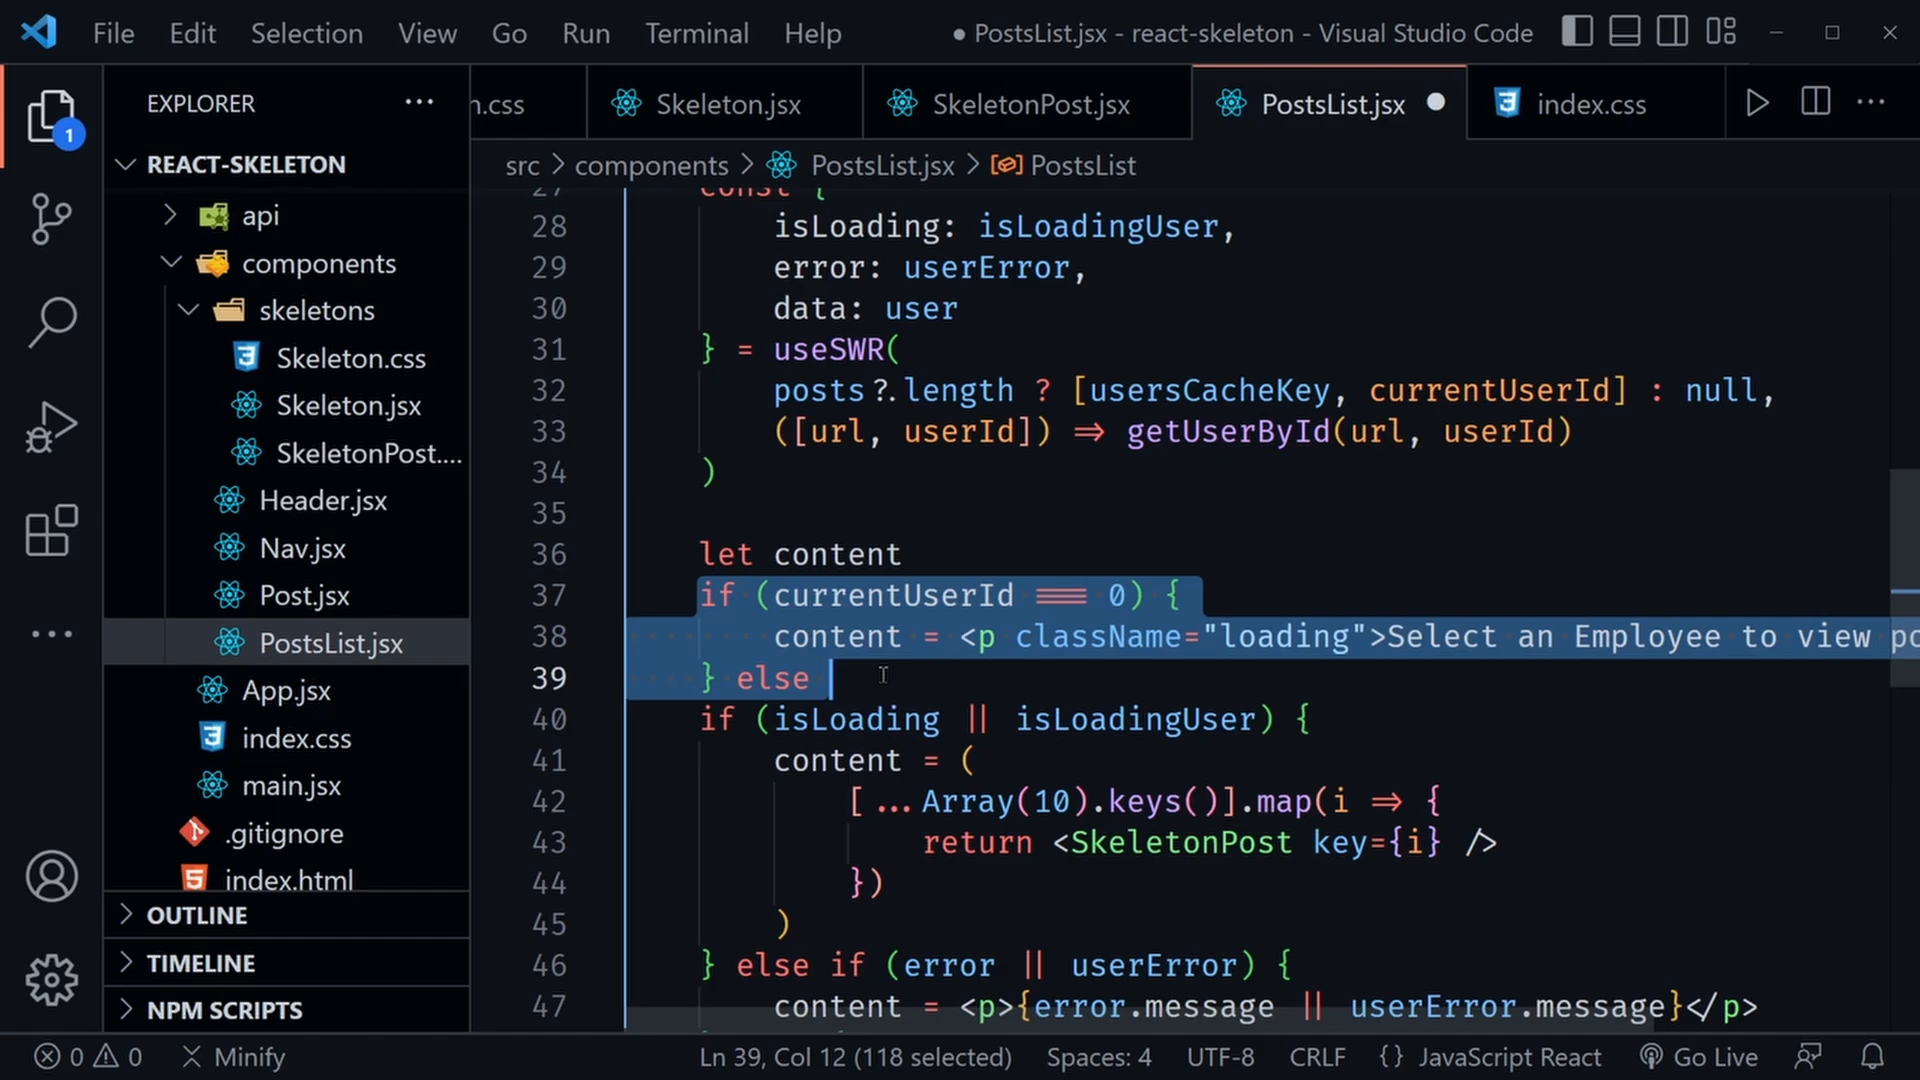 File Edit Selection View Go Run Terminal Help
● PostsList.jsx - react-skeleton - Visual Studio Code
EXPLORER
n.css
Skeleton.jsx
SkeletonPost.jsx
PostsList.jsx
index.css
1
REACT-SKELETON
api
components
skeletons
Skeleton.css
Skeleton.jsx
SkeletonPost....
Header.jsx
Nav.jsx
Post.jsx
PostsList.jsx
App.jsx
index.css
main.jsx
.gitignore
index.html
OUTLINE
TIMELINE
NPM SCRIPTS
src > components > PostsList.jsx > PostsList
27 const {
28 isLoading: isLoadingUser,
29 error: userError,
30 data: user
31 } = useSWR(
32 posts?.length ? [usersCacheKey, currentUserId] : null,
33 ([url, userId]) => getUserById(url, userId)
34 )
35
36 let content
37 if (currentUserId === 0) {
38 content = <p className="loading">Select an Employee to view po
39 } else
40 if (isLoading || isLoadingUser) {
41 content = (
42 [...Array(10).keys()].map(i => {
43 return <SkeletonPost key={i} />
44 })
45 )
46 } else if (error || userError) {
47 content = <p>{error.message || userError.message}</p>
0 0 Minify Ln 39, Col 12 (118 selected) Spaces: 4 UTF-8 CRLF {} JavaScript React Go Live